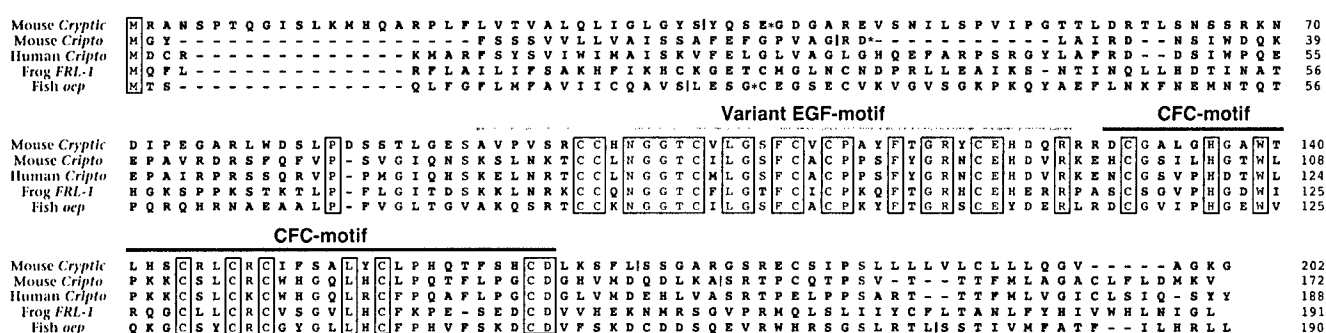 Mouse Cryptic M R A N S P T Q G I S L K M H Q A R P L F L V T V A L Q L I G L G Y S | Y Q S E * G D G A R E V S N I L S P V I P G T T L D R T L S N S S R K N 70
Mouse Cripto M G Y - - - - - - - - - - - - - - - - - - F S S S V V L L V A I S S A F E F G P V A G | R D * - - - - - - - - - - - L A I R D - - N S I W D Q K 39
Human Cripto M D C R - - - - - - - - - - - - - K M A R F S Y S V I W I M A I S K V F E L G L V A G L G H Q E F A R P S R G Y L A F R D - - D S I W P Q E 55
Frog FRL-1 M Q F L - - - - - - - - - - - - - R F L A I L I F S A K H F I K H C K G E T C M G L N C N D P R L L E A I K S - N T I N Q L L H D T I N A T 56
Fish oep M T S - - - - - - - - - - - - - - Q L F G F L M F A V I I C Q A V S | L E S G * C E G S E C V K V G V S G K P K Q Y A E F L N K F N E M N T Q T 56
Variant EGF-motif CFC-motif
Mouse Cryptic D I P E G A R L W D S L P D S S T L G E S A V P V S R C C H N G G T C V L G S F C V C P A Y F T G R Y C E H D Q R R R D C G A L G H G A W T 140
Mouse Cripto E P A V R D R S F Q F V P - S V G I Q N S K S L N K T C C L N G G T C I L G S F C A C P P S F Y G R N C E H D V R K E H C G S I L H G T W L 108
Human Cripto E P A I R P R S S Q R V P - P M G I Q H S K E L N R T C C L N G G T C M L G S F C A C P P S F Y G R N C E H D V R K E N C G S V P H D T W L 124
Frog FRL-1 H G K S P P K S T K T L P - F L G I T D S K K L N R K C C Q N G G T C F L G T F C I C P K Q F T G R H C E H E R R P A S C S G V P H G D W I 125
Fish oep P Q R Q H R N A E A A L P - F V G L T G V A K Q S R T C C K N G G T C I L G S F C A C P K Y F T G R S C E Y D E R L R D C G V I P H G E W V 125
CFC-motif
Mouse Cryptic L H S C R L C R C I F S A L Y C L P H Q T F S H C D L K S F L | S S G A R G S R E C S I P S L L L L V L C L L L Q G V - - - - - A G K G 202
Mouse Cripto P K K C S L C R C W H G Q L H C L P Q T F L P G C D G H V M D Q D L K A | S R T P C Q T P S V - T - - T T F M L A G A C L F L D M K V 172
Human Cripto P K K C S L C K C W H G Q L R C F P Q A F L P G C D G L V M D E H L V A S R T P E L P P S A R T - - T T F M L V G I C L S I Q - S Y Y 188
Frog FRL-1 R Q G C L L C R C V S G V L H C F K P E - S E D C D V V H E K N M R S G V P R M Q L S L I I Y C F L T A N L F Y H I V W H L N I G L 191
Fish oep Q K G C S Y C R C G Y G L L H C F P H V F S K D C D V F S K D C D D S Q E V R W H R S G S L R T L | S S T I V M F A T F - - I L H R L L 190